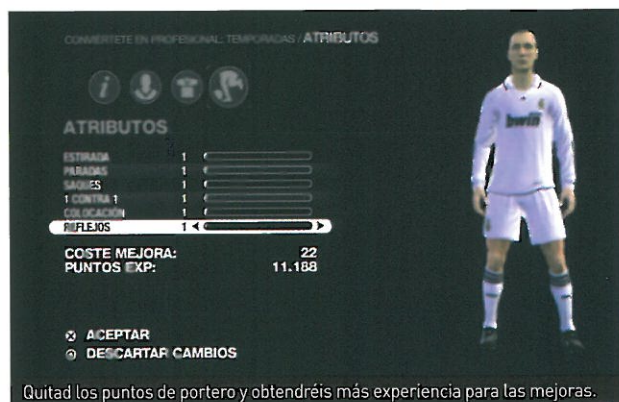 CONVIÉRTETE EN PROFESIONAL: TEMPORADAS / ATRIBUTOS
ATRIBUTOS
ESTIRADA 1
PARADAS 1
SAQUES 1
1 CONTRA 1 1
COLOCACIÓN 1
REFLEJOS 1
COSTE MEJORA: 22
PUNTOS EXP: 11.188
ACEPTAR
DESCARTAR CAMBIOS
bwin
Quitad los puntos de portero y obtendréis más experiencia para las mejoras.